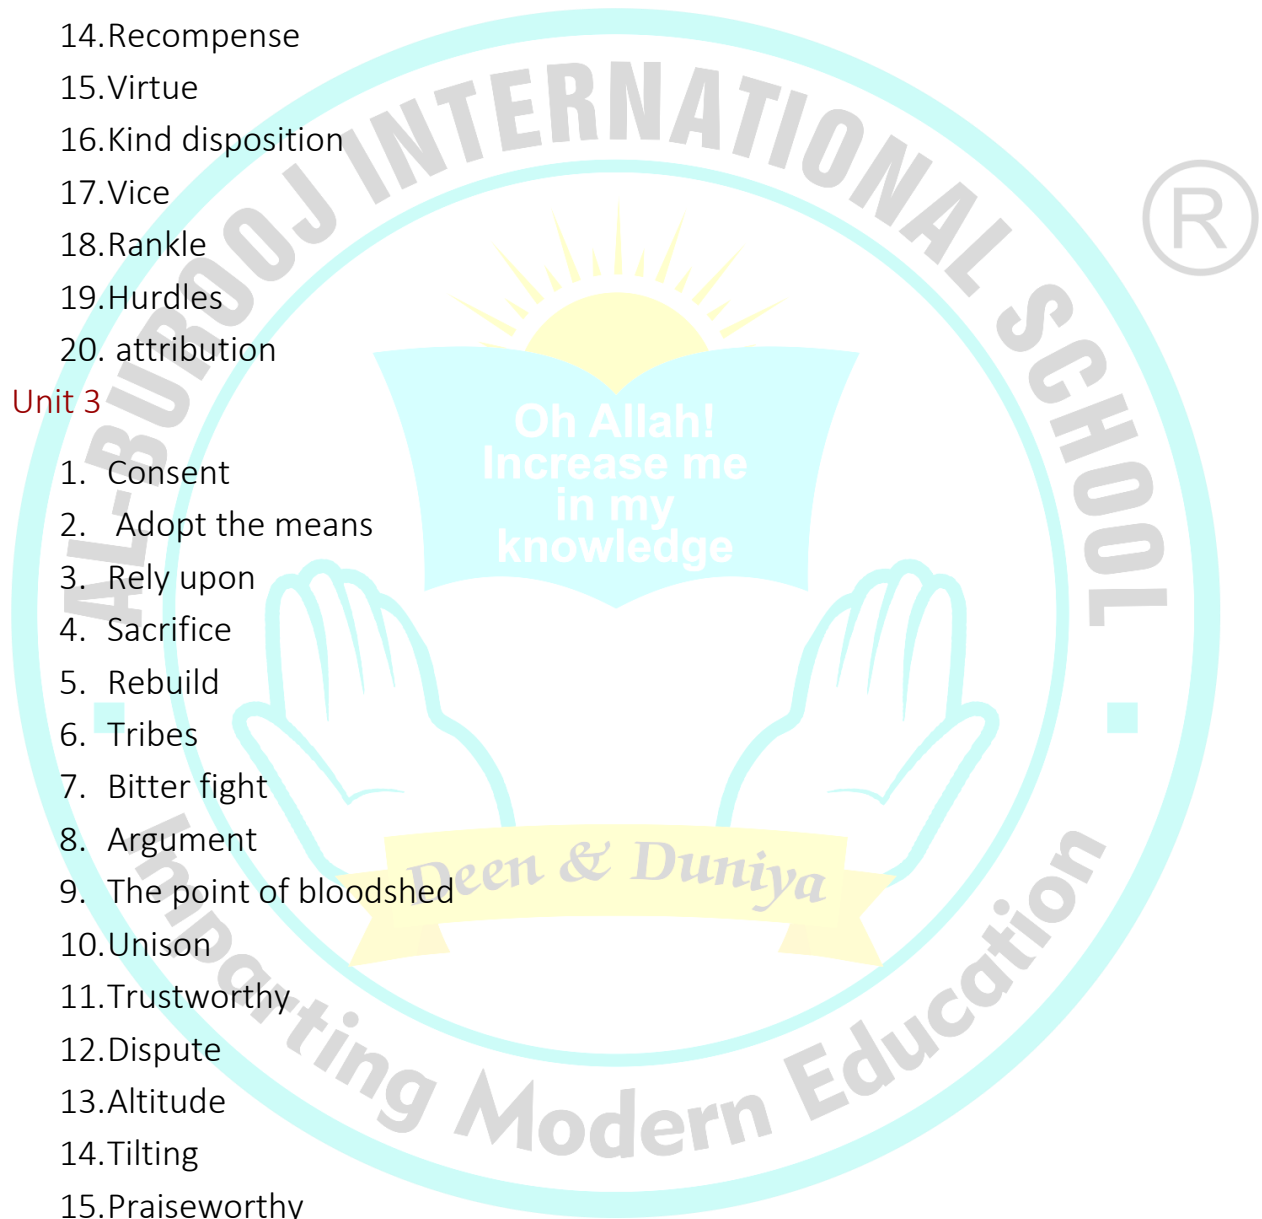 14.Recompense
15.Virtue
16.Kind disposition
17.Vice
18.Rankle
19.Hurdles
20. attribution
Unit 3
1. Consent
2. Adopt the means
3. Rely upon
4. Sacrifice
5. Rebuild
6. Tribes
7. Bitter fight
8. Argument
9. The point of bloodshed
10.Unison
11.Trustworthy
12.Dispute
13.Altitude
14.Tilting
15.Praiseworthy
AL-BUROOJ INTERNATIONAL SCHOOL
®
Oh Allah!
Increase me
in my
knowledge
Deen & Duniya
Imparting Modern Education